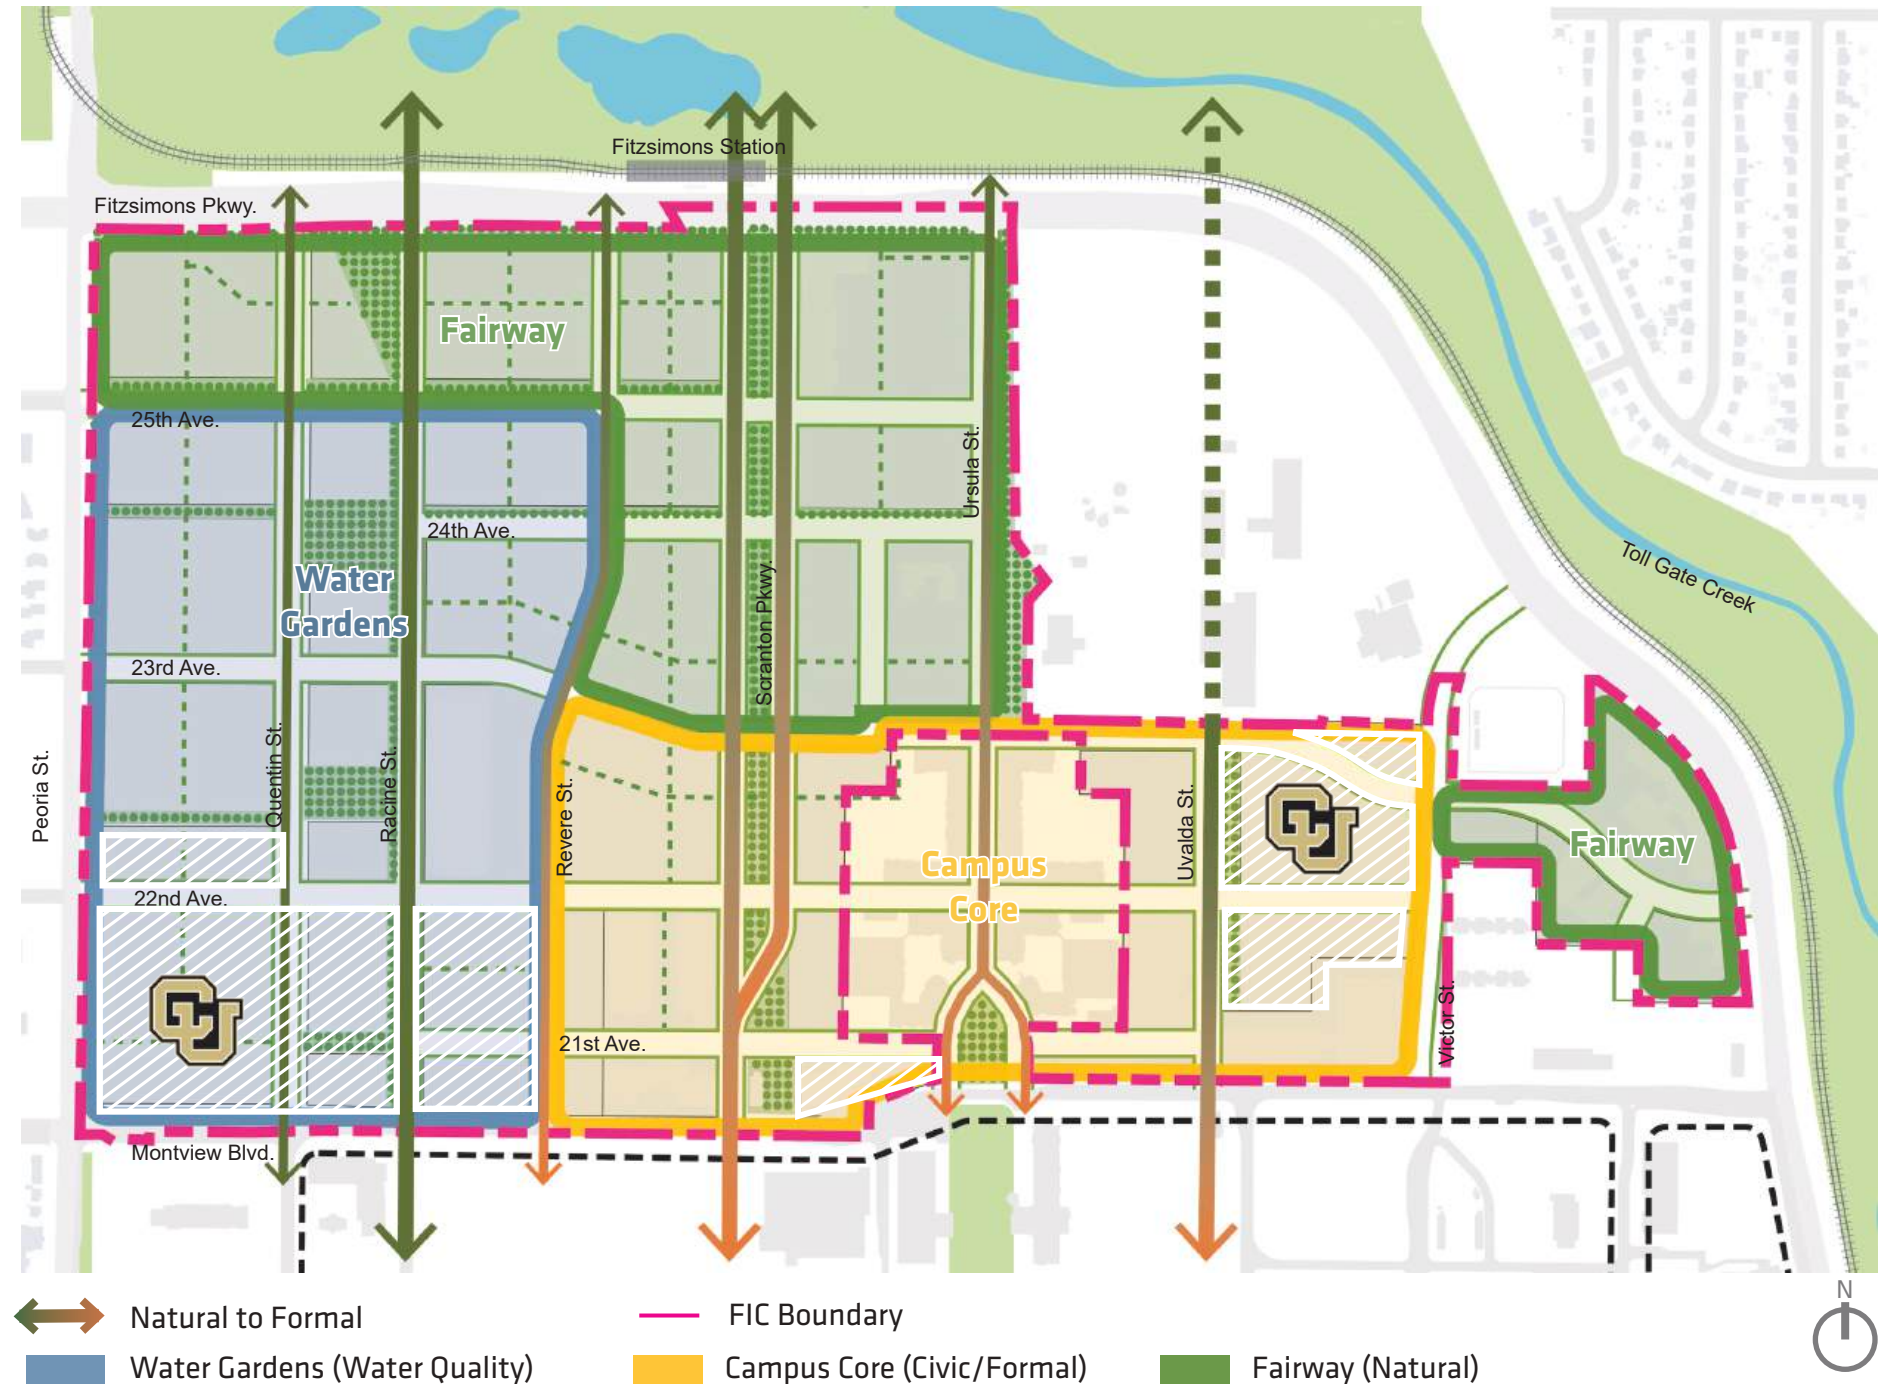 Fitzsimons Station
Fitzsimons Pkwy.
Fairway
25th Ave.
Ursula St.
24th Ave.
Water
Gardens
Toll Gate Creek
Scranton Pkwy.
23rd Ave.
Peoria St.
Quentin St.
Racine St.
Revere St.
Uvalda St.
CU
Fairway
Campus
Core
22nd Ave.
CU
21st Ave.
Victor St.
Montview Blvd.
N
Natural to Formal
FIC Boundary
Water Gardens (Water Quality)
Campus Core (Civic/Formal)
Fairway (Natural)